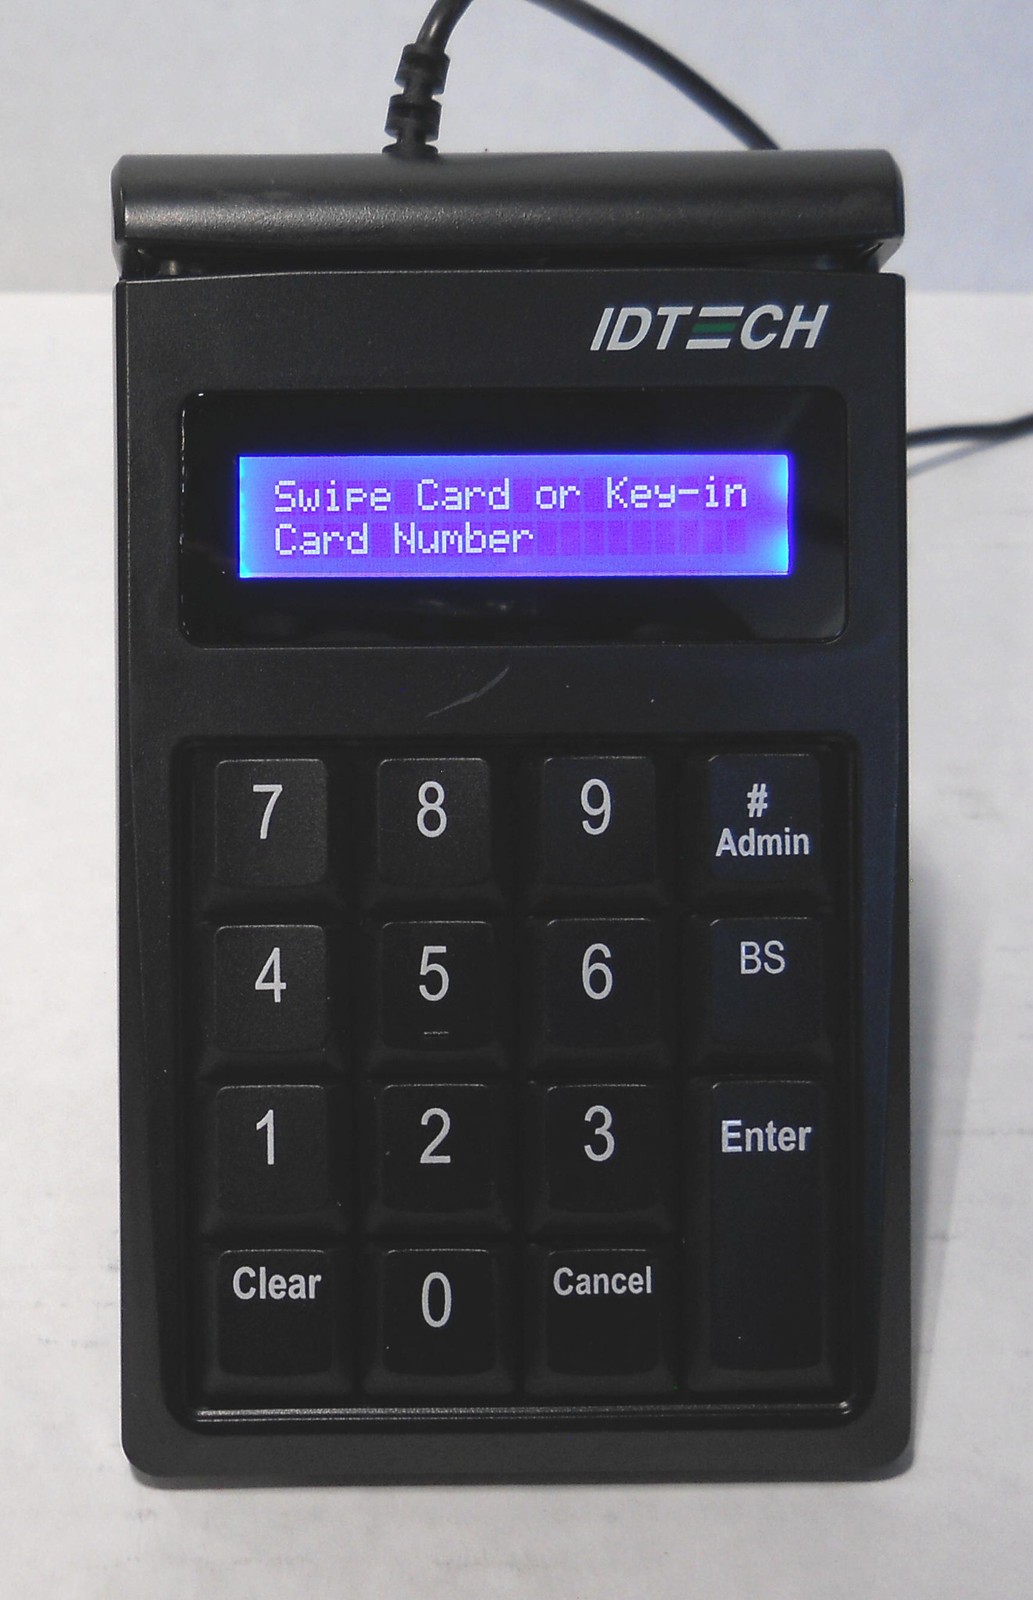 IDTECH
Swipe Card or Key-in
Card Number
7 8 9 #
Admin
4 5 6 BS
1 2 3 Enter
Clear 0 Cancel